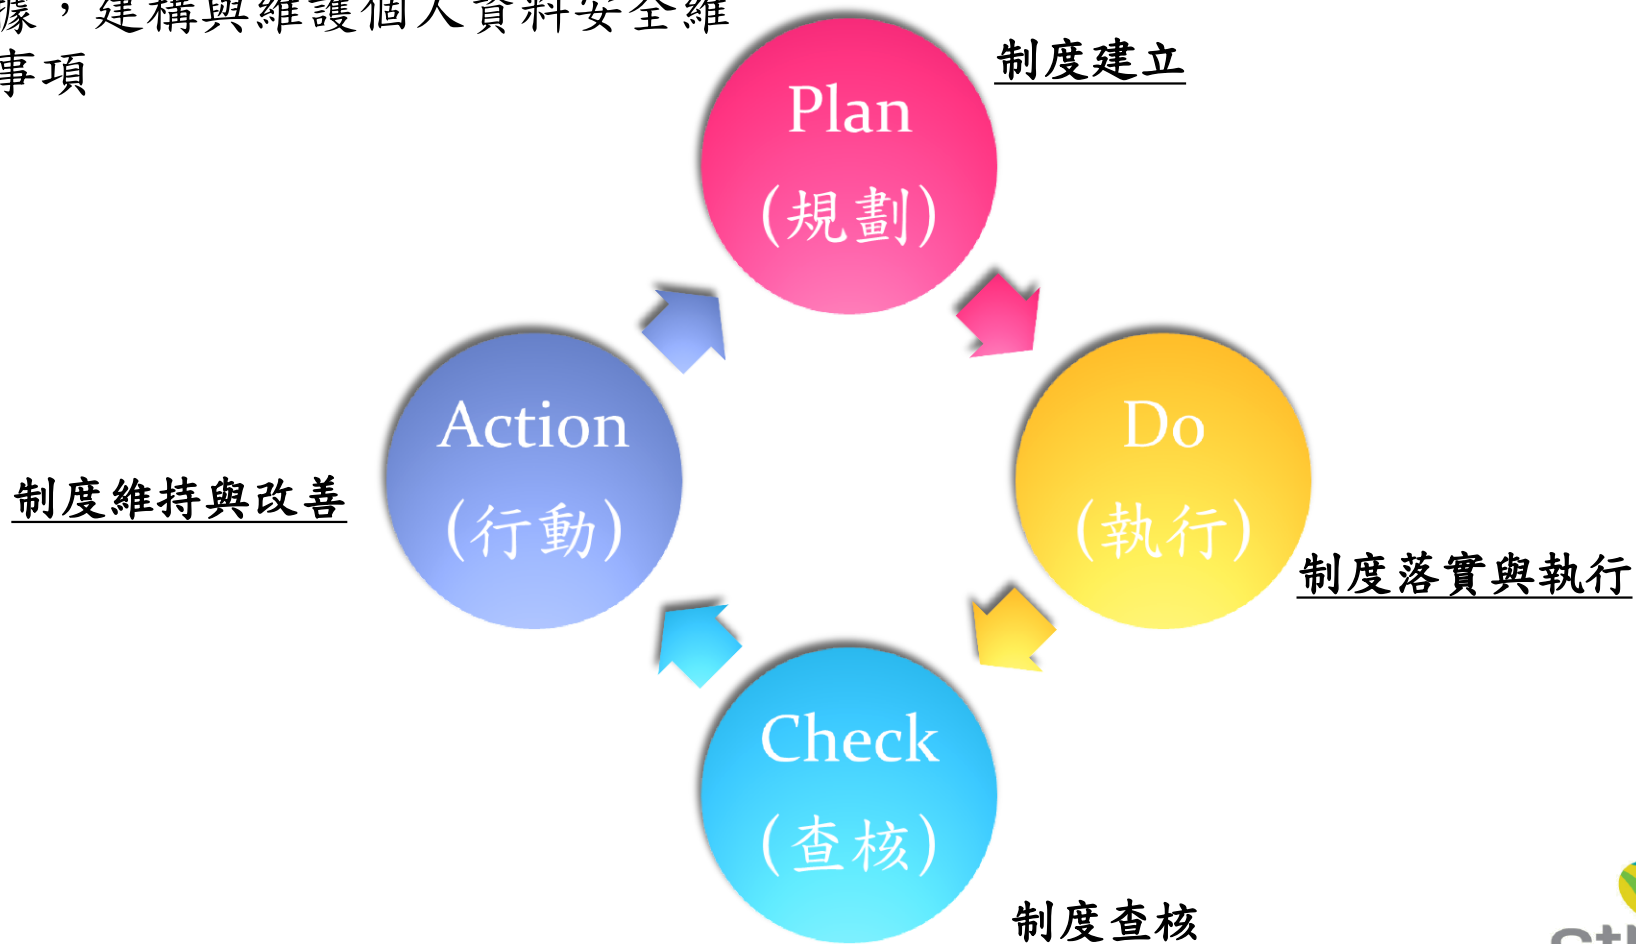 據，建構與維護個人資料安全維
事項
制度建立
Plan
(規劃)
Action
(行動)
Do
(執行)
制度維持與改善
制度落實與執行
Check
(查核)
制度查核